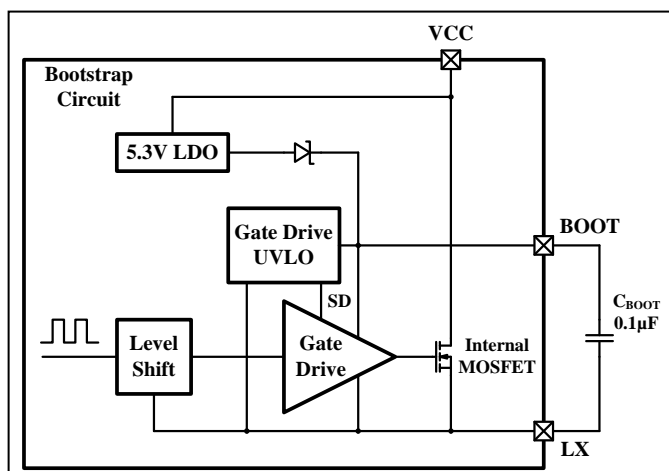 VCC
Bootstrap
Circuit
5.3V LDO
Gate Drive
UVLO
BOOT
SD
C_BOOT
0.1µF
Level
Shift
Gate
Drive
Internal
MOSFET
LX